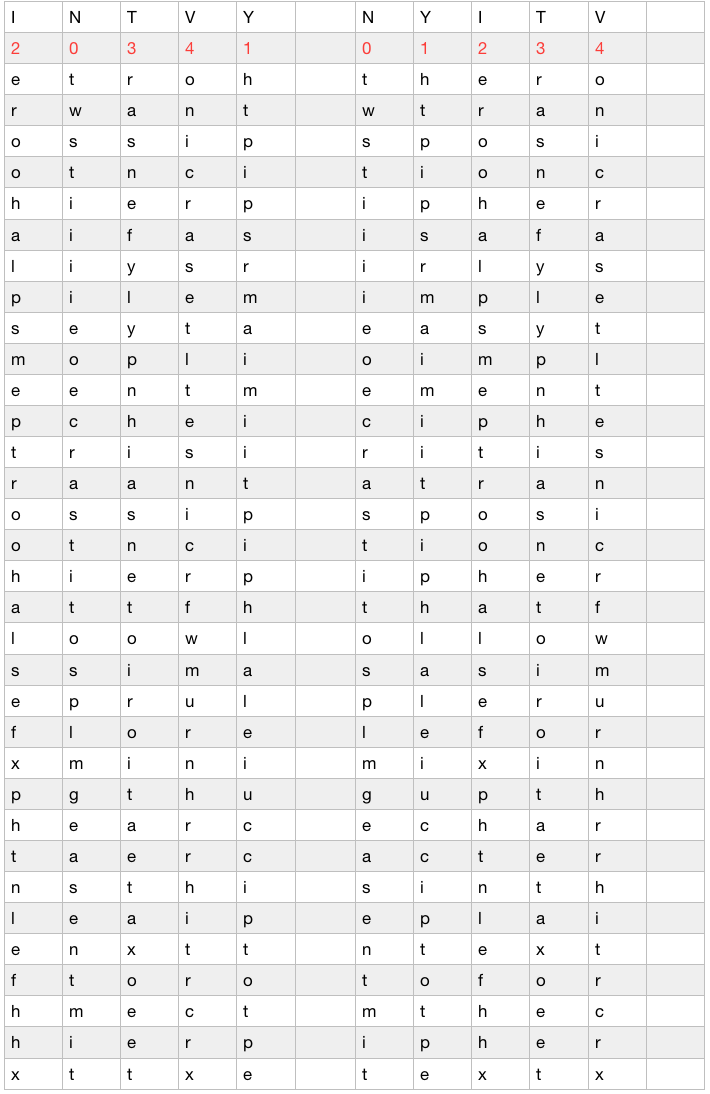 I N T V Y N Y I T V
2 0 3 4 1 0 1 2 3 4
e t r o h t h e r o
r w a n t w t r a n
o s s i p s p o s i
o t n c i t i o n c
h i e r p i p h e r
a i f a s i s a f a
l i y s r i r l y s
p i l e m i m p l e
s e y t a e a s y t
m o p l i o i m p l
e e n t m e m e n t
p c h e i c i p h e
t r i s i r i t i s
r a a n t a t r a n
o s s i p s p o s i
o t n c i t i o n c
h i e r p i p h e r
a t t f h t h a t f
l o o w l o l l o w
s s i m a s a s i m
e p r u l p l e r u
f l o r e l e f o r
x m i n i m i x i n
p g t h u g u p t h
h e a r c e c h a r
t a e r c a c t e r
n s t h i s i n t h
l e a i p e p l a i
e n x t t n t e x t
f t o r o t o f o r
h m e c t m t h e c
h i e r p i p h e r
x t t x e t e x t x